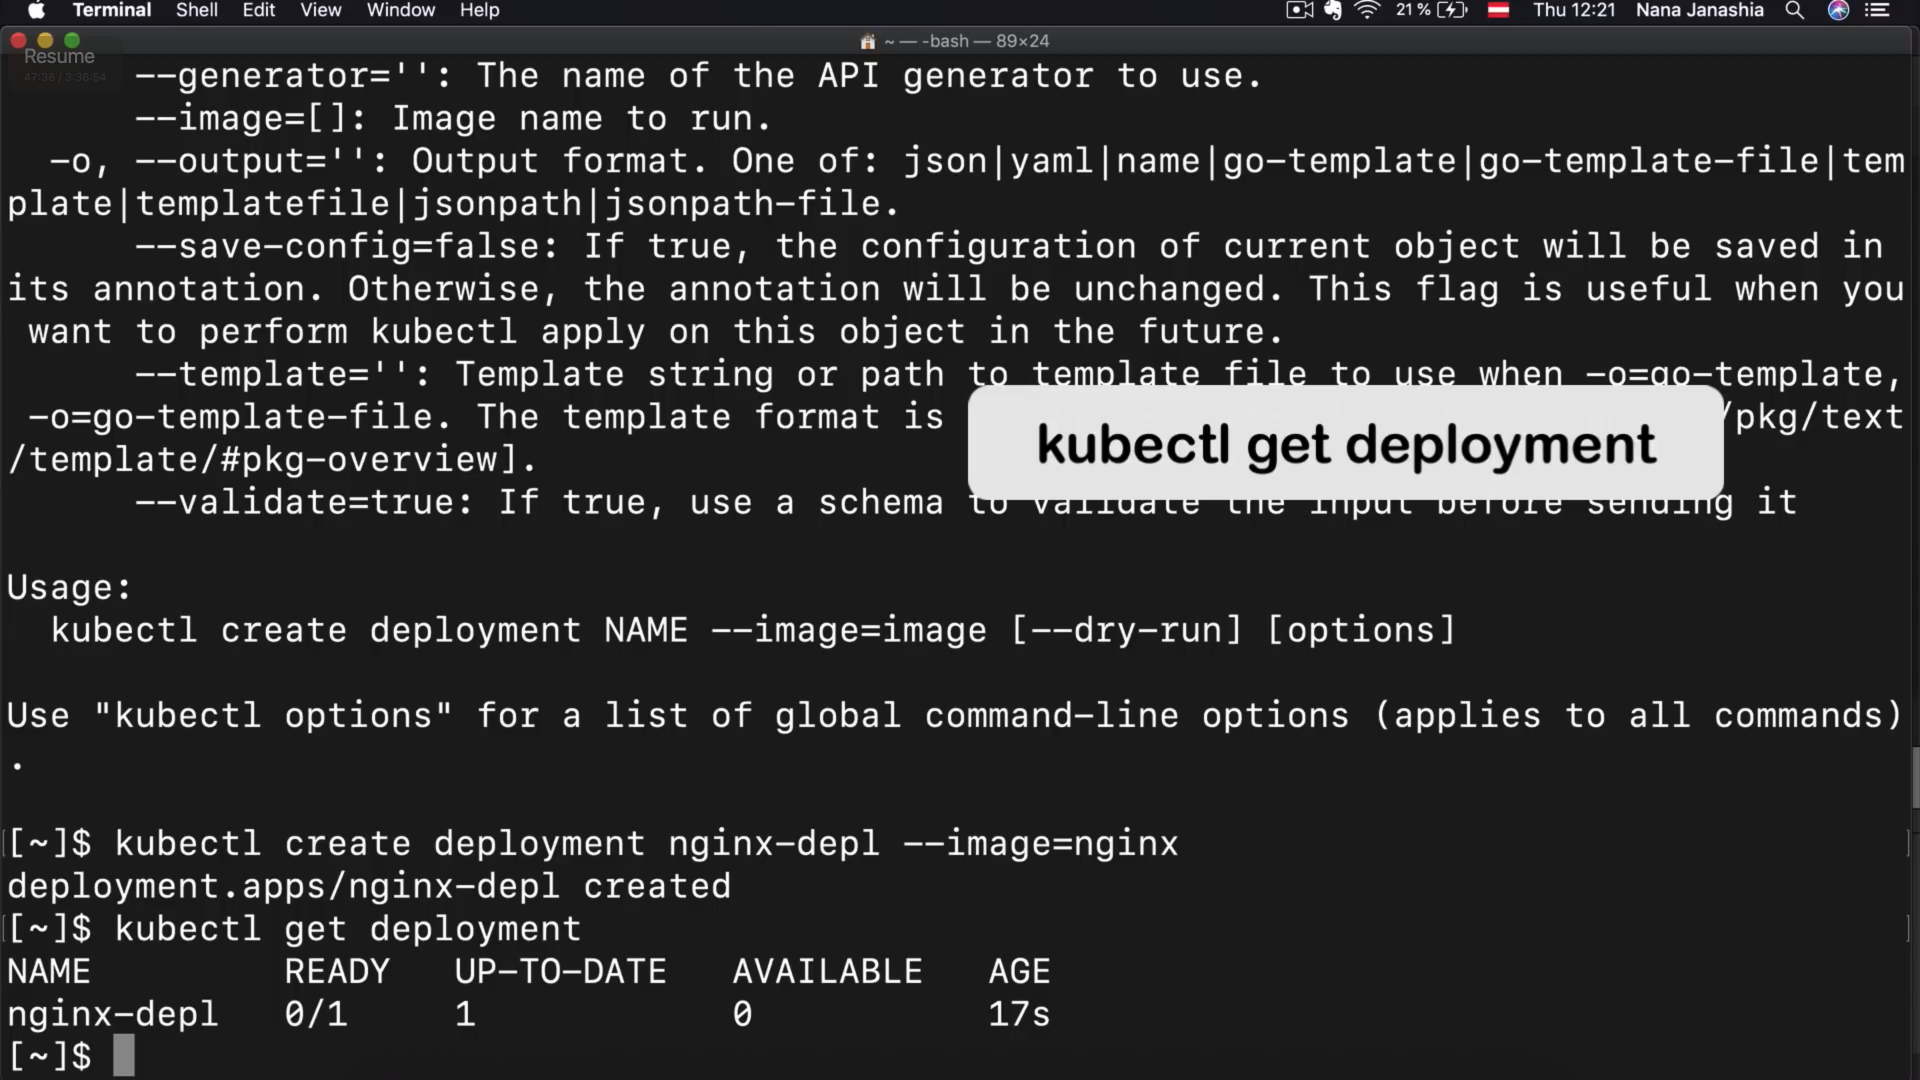 Terminal Shell Edit View Window Help 21 % Thu 12:21 Nana Janashia
~ — -bash — 89×24
Resume
47:38 / 3:36:54
--generator='': The name of the API generator to use.
--image=[]: Image name to run.
-o, --output='': Output format. One of: json|yaml|name|go-template|go-template-file|tem
plate|templatefile|jsonpath|jsonpath-file.
--save-config=false: If true, the configuration of current object will be saved in
its annotation. Otherwise, the annotation will be unchanged. This flag is useful when you
want to perform kubectl apply on this object in the future.
--template='': Template string or path to template file to use when -o=go-template,
-o=go-template-file. The template format is /pkg/text
kubectl get deployment
/template/#pkg-overview].
--validate=true: If true, use a schema to validate the input before sending it
Usage:
kubectl create deployment NAME --image=image [--dry-run] [options]
Use "kubectl options" for a list of global command-line options (applies to all commands)
.
[~]$ kubectl create deployment nginx-depl --image=nginx
deployment.apps/nginx-depl created
[~]$ kubectl get deployment
NAME READY UP-TO-DATE AVAILABLE AGE
nginx-depl 0/1 1 0 17s
[~]$